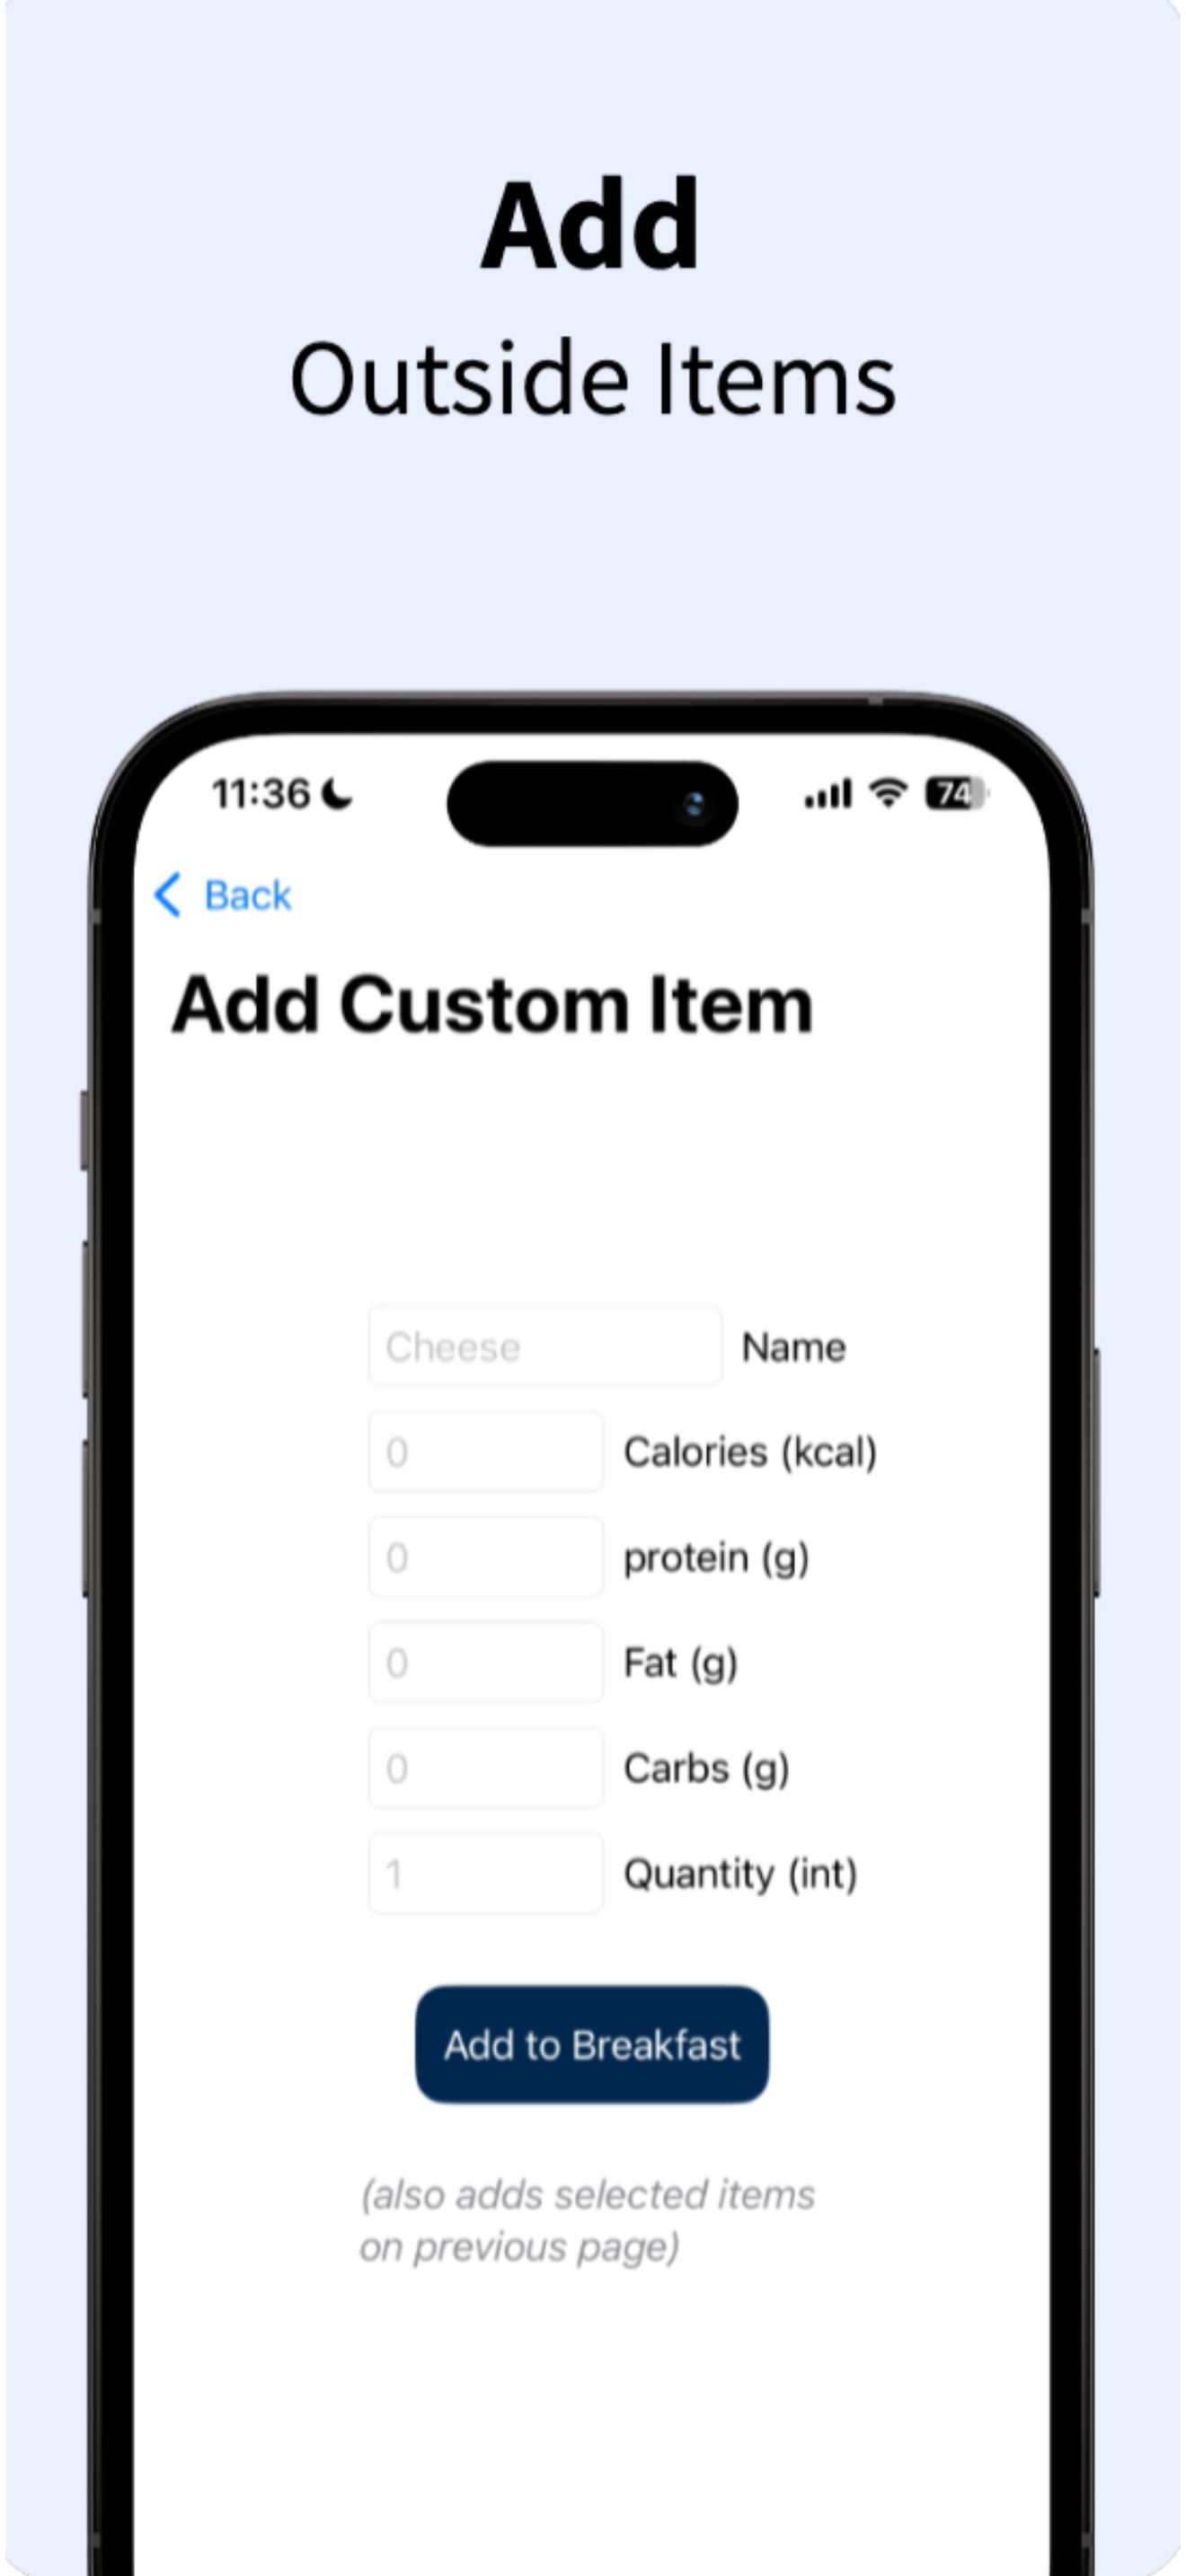 Add
Outside Items
11:36
74
Back
Add Custom Item
Cheese Name
0 Calories (kcal)
0 protein (g)
0 Fat (g)
0 Carbs (g)
1 Quantity (int)
Add to Breakfast
(also adds selected items
on previous page)